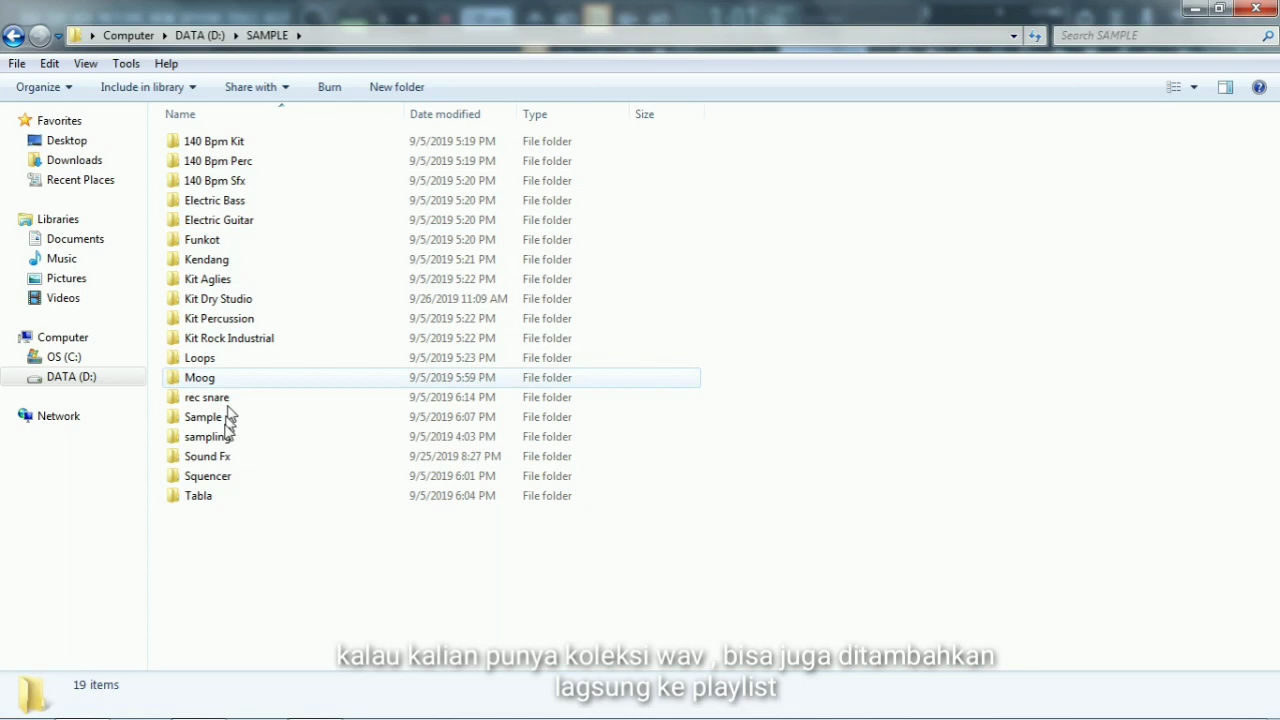 Computer DATA (D:) SAMPLE
Search SAMPLE
File Edit View Tools Help
Organize Include in library Share with Burn New folder
Name Date modified Type Size
Favorites
Desktop
Downloads
Recent Places
Libraries
Documents
Music
Pictures
Videos
Computer
OS (C:)
DATA (D:)
Network
140 Bpm Kit 9/5/2019 5:19 PM File folder
140 Bpm Perc 9/5/2019 5:19 PM File folder
140 Bpm Sfx 9/5/2019 5:20 PM File folder
Electric Bass 9/5/2019 5:20 PM File folder
Electric Guitar 9/5/2019 5:20 PM File folder
Funkot 9/5/2019 5:20 PM File folder
Kendang 9/5/2019 5:21 PM File folder
Kit Aglies 9/5/2019 5:22 PM File folder
Kit Dry Studio 9/26/2019 11:09 AM File folder
Kit Percussion 9/5/2019 5:22 PM File folder
Kit Rock Industrial 9/5/2019 5:22 PM File folder
Loops 9/5/2019 5:23 PM File folder
Moog 9/5/2019 5:59 PM File folder
rec snare 9/5/2019 6:14 PM File folder
Sample 9/5/2019 6:07 PM File folder
sampling 9/5/2019 4:03 PM File folder
Sound Fx 9/25/2019 8:27 PM File folder
Squencer 9/5/2019 6:01 PM File folder
Tabla 9/5/2019 6:04 PM File folder
kalau kalian punya koleksi wav , bisa juga ditambahkan
lagsung ke playlist
19 items